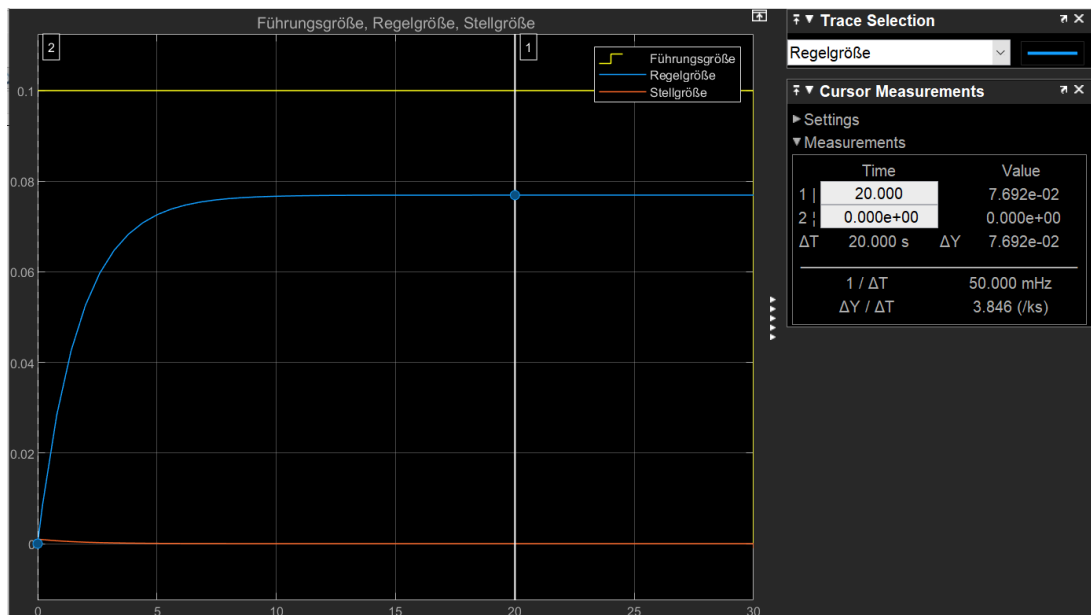 Führungsgröße, Regelgröße, Stellgröße
2
1
Führungsgröße
Regelgröße
Stellgröße
0.1
0.08
0.06
0.04
0.02
0
0 5 10 15 20 25 30
Trace Selection
Regelgröße
Cursor Measurements
Settings
Measurements
Time Value
1 | 20.000 7.692e-02
2 ¦ 0.000e+00 0.000e+00
ΔT 20.000 s ΔY 7.692e-02
1 / ΔT 50.000 mHz
ΔY / ΔT 3.846 (/ks)